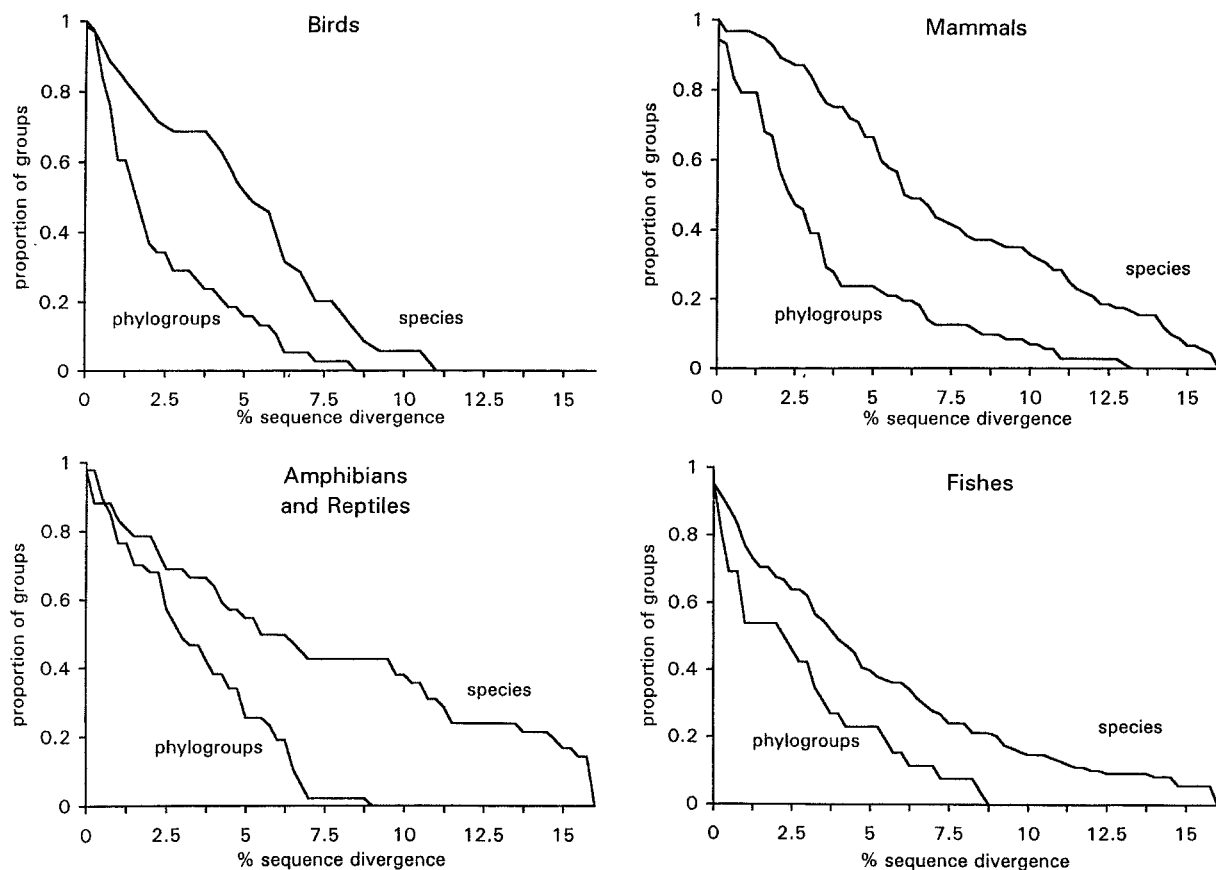 Birds
proportion of groups
1
0.8
0.6
0.4
0.2
0
phylogroups
species
0 2.5 5 7.5 10 12.5 15
% sequence divergence
Mammals
proportion of groups
1
0.8
0.6
0.4
0.2
0
species
phylogroups
0 2.5 5 7.5 10 12.5 15
% sequence divergence
Amphibians
and Reptiles
proportion of groups
1
0.8
0.6
0.4
0.2
0
species
phylogroups
0 2.5 5 7.5 10 12.5 15
% sequence divergence
Fishes
proportion of groups
1
0.8
0.6
0.4
0.2
0
species
phylogroups
0 2.5 5 7.5 10 12.5 15
% sequence divergence